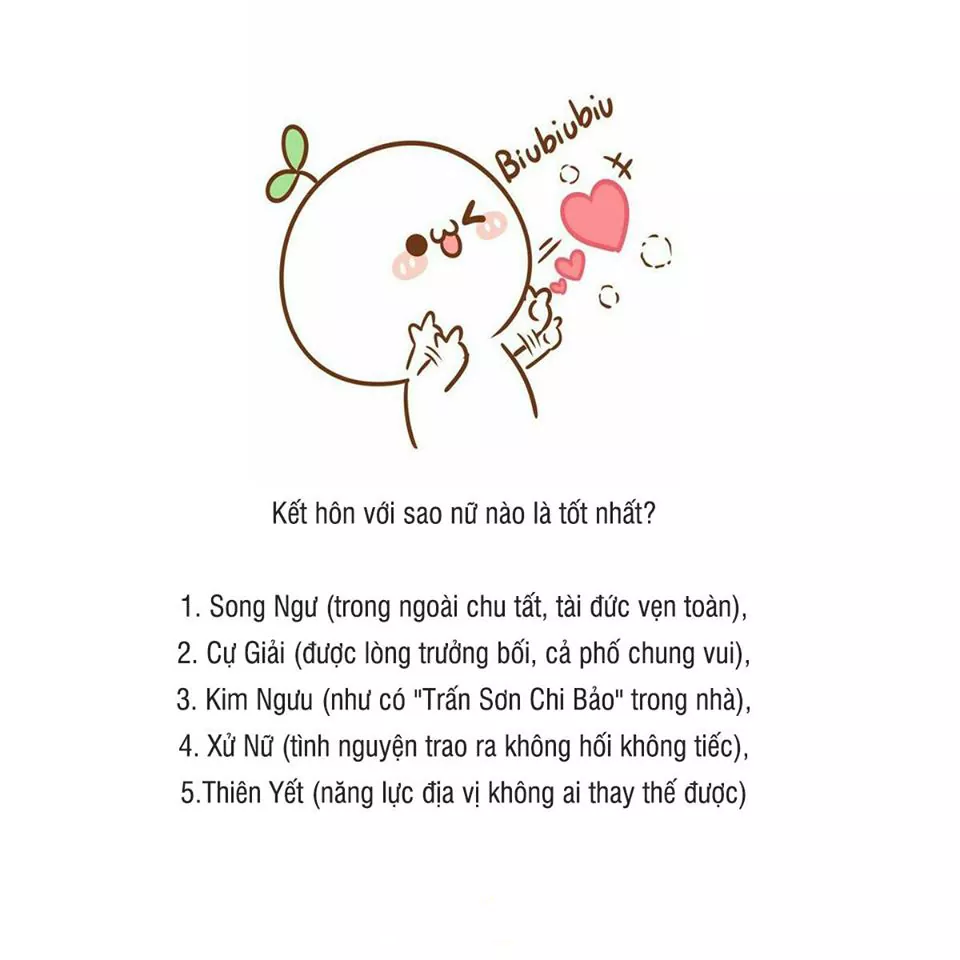 Biubiubiu
Kết hôn với sao nữ nào là tốt nhất?
1. Song Ngư (trong ngoài chu tất, tài đức vẹn toàn),
2. Cự Giải (được lòng trưởng bối, cả phố chung vui),
3. Kim Ngưu (như có "Trấn Sơn Chi Bảo" trong nhà),
4. Xử Nữ (tình nguyện trao ra không hối không tiếc),
5.Thiên Yết (năng lực địa vị không ai thay thế được)